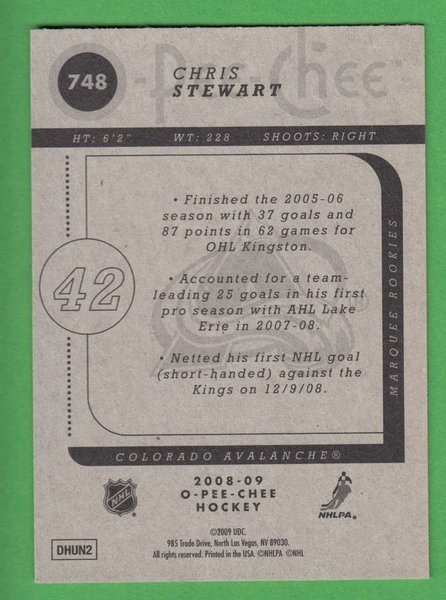 748
O-Pee-Chee™
CHRIS
STEWART
HT: 6'2" WT: 228 SHOOTS: RIGHT
• Finished the 2005-06
season with 37 goals and
87 points in 62 games for
OHL Kingston.
42
• Accounted for a team-
leading 25 goals in his first
pro season with AHL Lake
Erie in 2007-08.
• Netted his first NHL goal
(short-handed) against the
Kings on 12/9/08.
MARQUEE ROOKIES
COLORADO AVALANCHE®
NHL
2008-09
O-PEE-CHEE
HOCKEY
NHLPA
©2009 UDC.
985 Trade Drive, North Las Vegas, NV 89030.
All rights reserved. Printed in the USA. ©NHLPA ©NHL
DHUN2